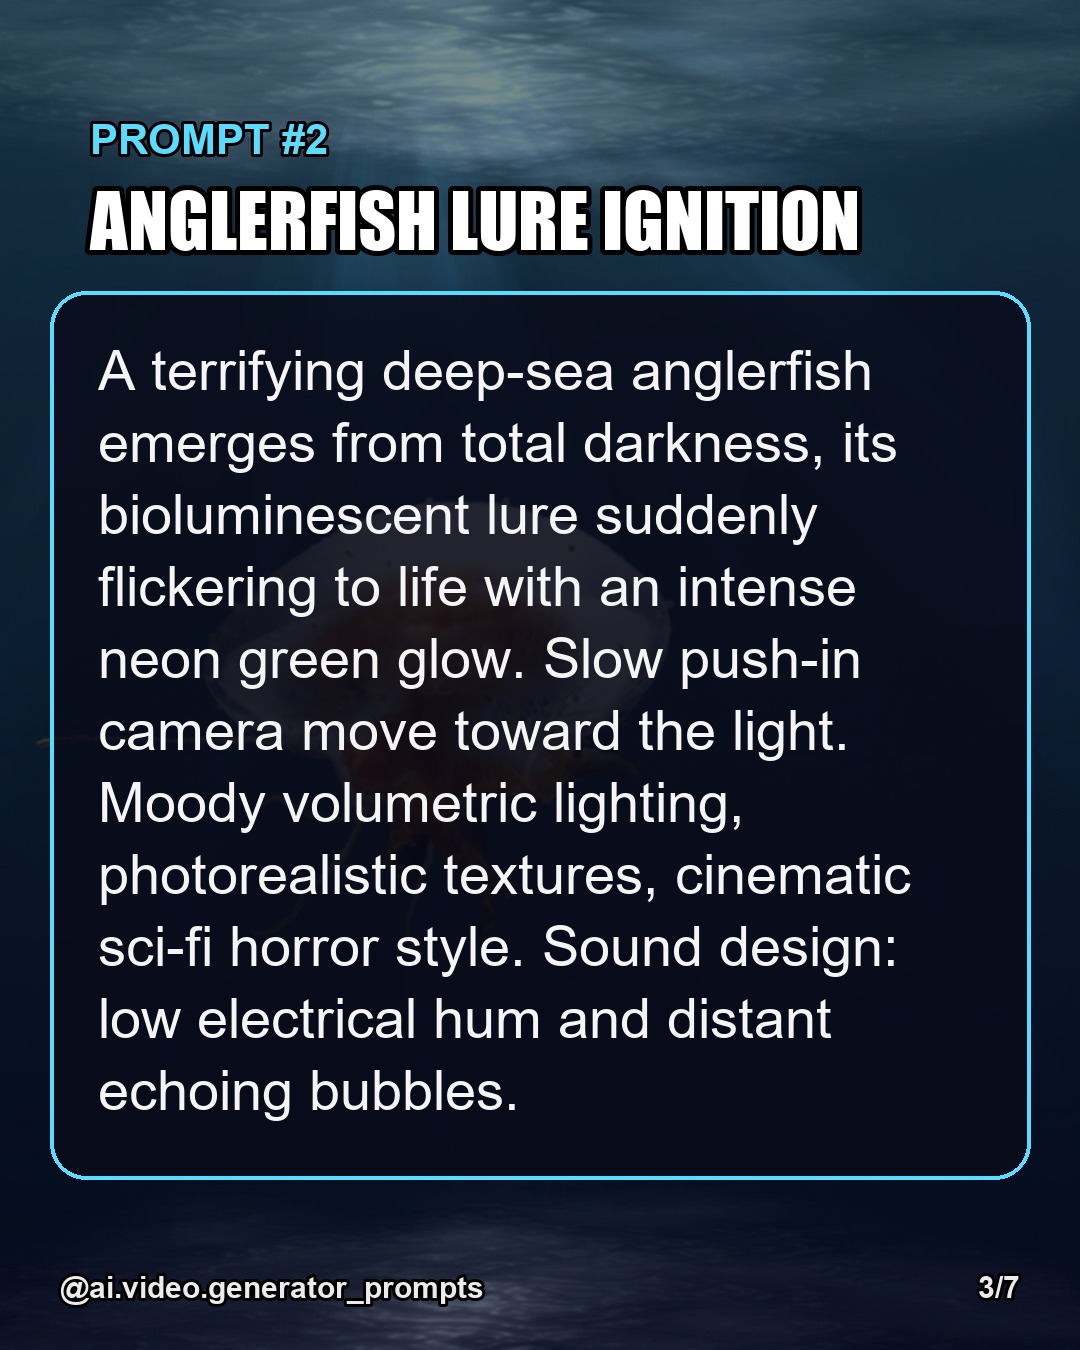 PROMPT #2
ANGLERFISH LURE IGNITION
A terrifying deep-sea anglerfish
emerges from total darkness, its
bioluminescent lure suddenly
flickering to life with an intense
neon green glow. Slow push-in
camera move toward the light.
Moody volumetric lighting,
photorealistic textures, cinematic
sci-fi horror style. Sound design:
low electrical hum and distant
echoing bubbles.
@ai.video.generator_prompts
3/7